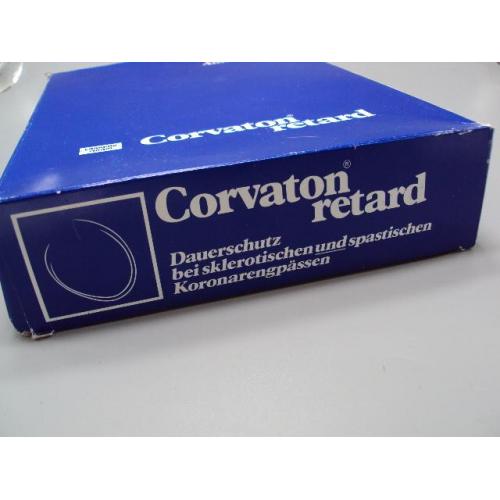 Corvaton
retard
Corvaton®
retard
Dauerschutz
bei sklerotischen und spastischen
Koronarengpässen